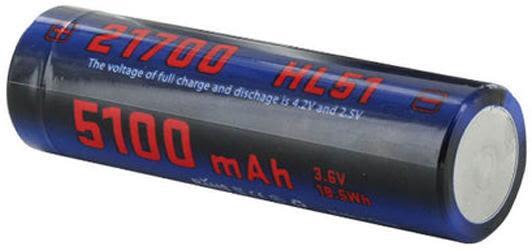 21700 HL51
The voltage of full charge and dischage is 4.2V and 2.5V.
5100 mAh
3.6V
18.5Wh